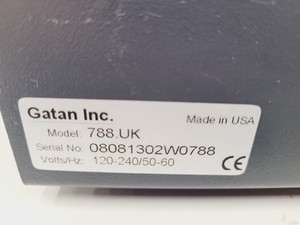 Gatan Inc.
Made in USA
Model: 788.UK
Serial No: 08081302W0788
Volts/Hz: 120-240/50-60
CE